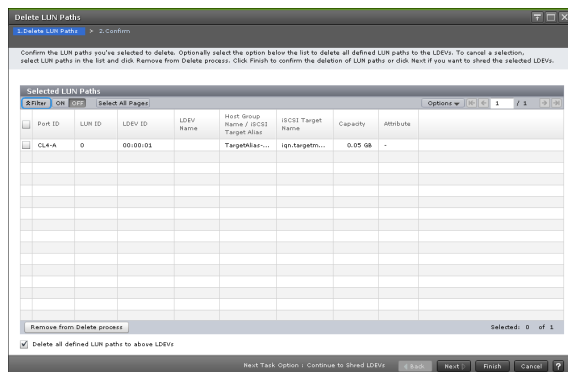 Delete LUN Paths
1.Delete LUN Paths > 2.Confirm
Confirm the LUN paths you've selected to delete. Optionally select the option below the list to delete all defined LUN paths to the LDEVs. To cancel a selection,
select LUN paths in the list and click Remove from Delete process. Click Finish to confirm the deletion of LUN paths or click Next if you want to shred the selected LDEVs.
Selected LUN Paths
Filter ON OFF Select All Pages Options 1 / 1
Port ID LUN ID LDEV ID LDEV Name Host Group Name / iSCSI Target Alias iSCSI Target Name Capacity Attribute
CL4-A 0 00:00:01 TargetAlias-... iqn.targetm... 0.05 GB -
Remove from Delete process Selected: 0 of 1
Delete all defined LUN paths to above LDEVs
Next Task Option : Continue to Shred LDEVs Back Next Finish Cancel ?